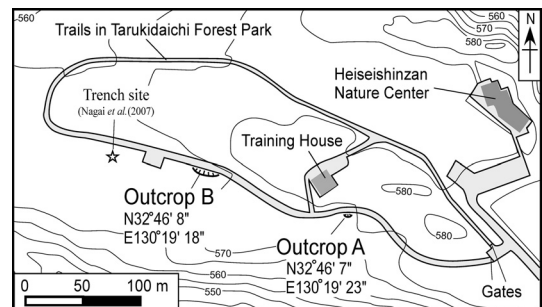 560
Trails in Tarukidaichi Forest Park
560
570
580
N
Heiseishinzan
Nature Center
Trench site
(Nagai et al.(2007)
Training House
Outcrop B
N32°46' 8"
E130°19' 18"
580
580
570
560
550
Outcrop A
N32°46' 7"
E130°19' 23"
Gates
0 50 100 m